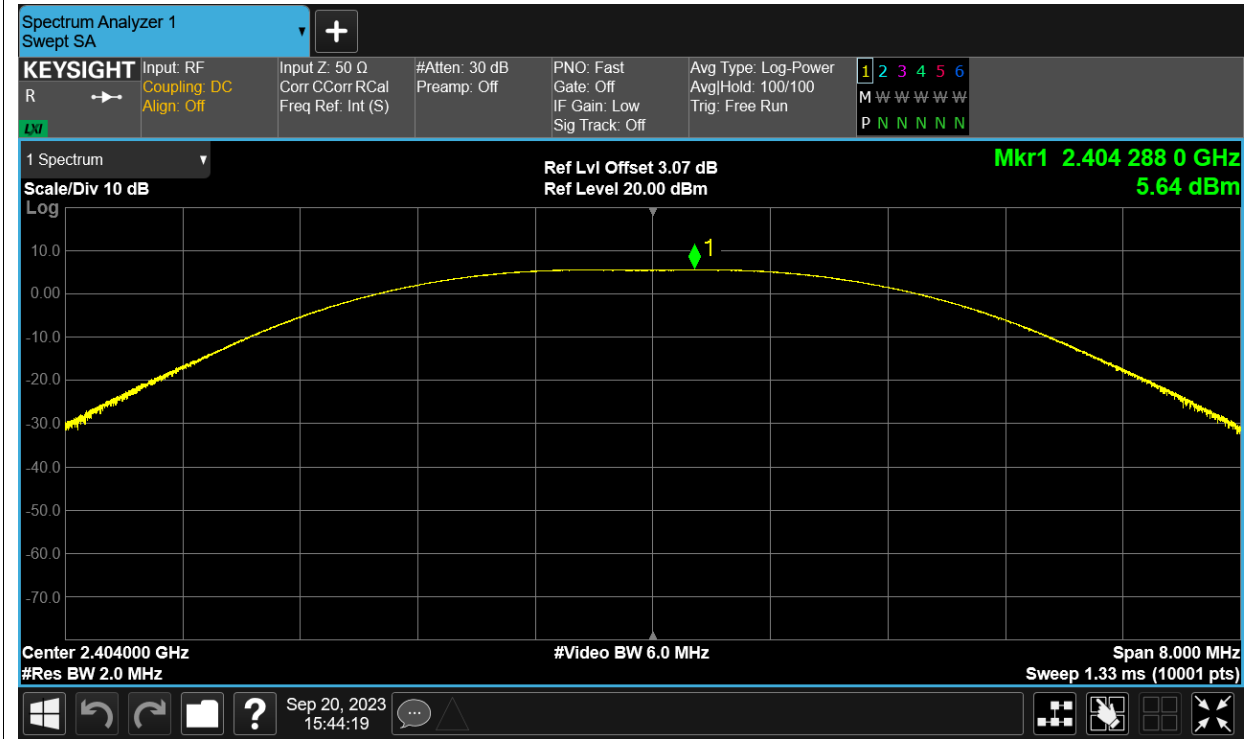 Spectrum Analyzer 1
Swept SA
+
KEYSIGHT
R
LXI
Input: RF
Coupling: DC
Align: Off
Input Z: 50 Ω
Corr CCorr RCal
Freq Ref: Int (S)
#Atten: 30 dB
Preamp: Off
PNO: Fast
Gate: Off
IF Gain: Low
Sig Track: Off
Avg Type: Log-Power
Avg|Hold: 100/100
Trig: Free Run
1 2 3 4 5 6
M W W W W W
P N N N N N
1 Spectrum
Scale/Div 10 dB
Log
Ref Lvl Offset 3.07 dB
Ref Level 20.00 dBm
Mkr1 2.404 288 0 GHz
5.64 dBm
1
10.0
0.00
-10.0
-20.0
-30.0
-40.0
-50.0
-60.0
-70.0
Center 2.404000 GHz
#Video BW 6.0 MHz
Span 8.000 MHz
#Res BW 2.0 MHz
Sweep 1.33 ms (10001 pts)
?
Sep 20, 2023
15:44:19